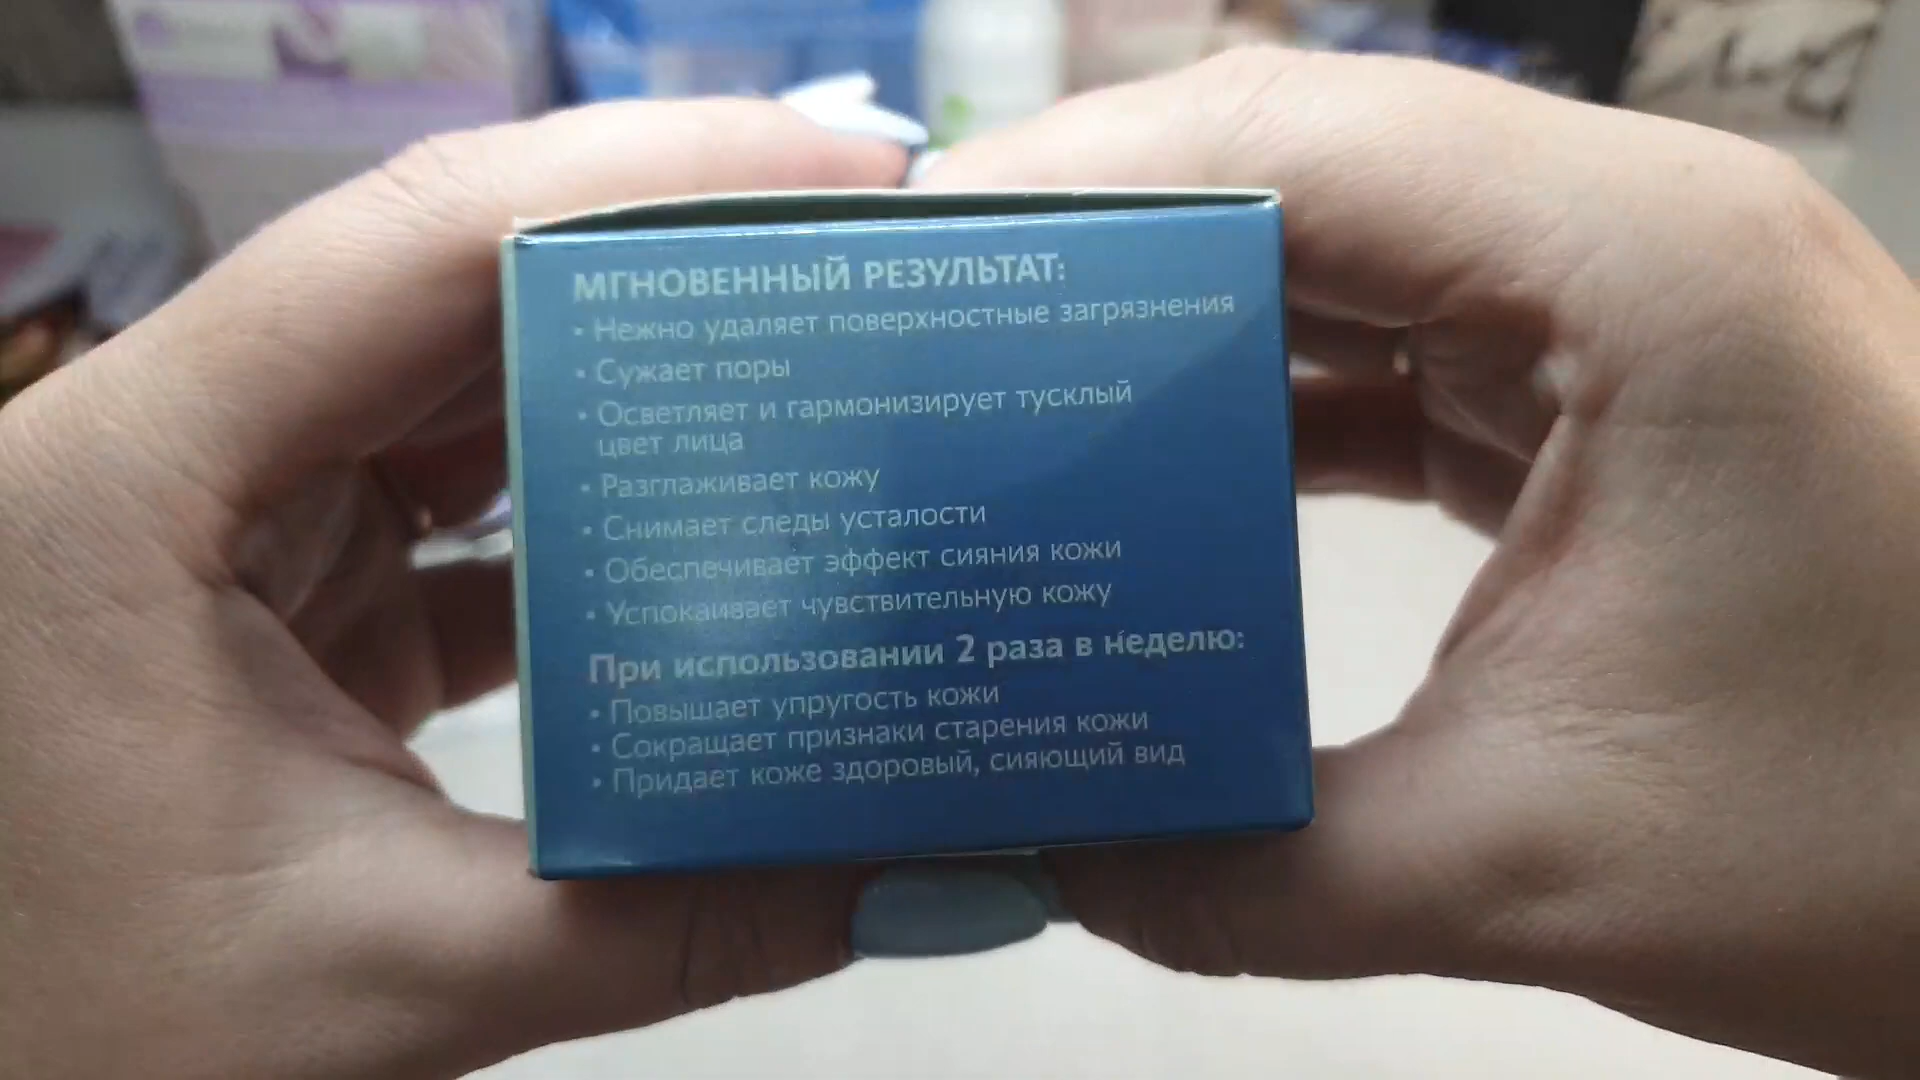 МГНОВЕННЫЙ РЕЗУЛЬТАТ:
• Нежно удаляет поверхностные загрязнения
• Сужает поры
• Осветляет и гармонизирует тусклый
цвет лица
• Разглаживает кожу
• Снимает следы усталости
• Обеспечивает эффект сияния кожи
• Успокаивает чувствительную кожу
При использовании 2 раза в неделю:
• Повышает упругость кожи
• Сокращает признаки старения кожи
• Придает коже здоровый, сияющий вид